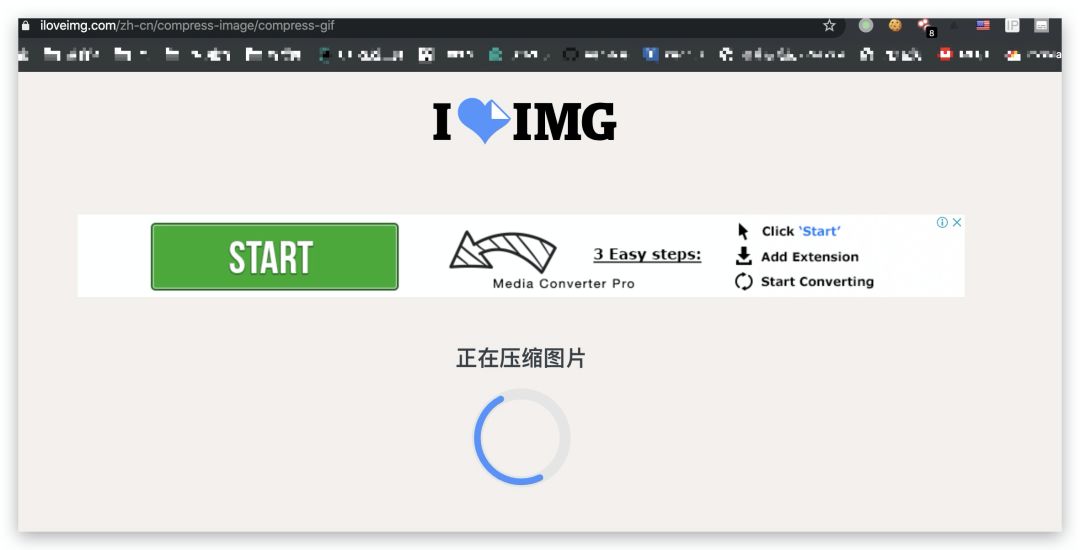 iloveimg.com/zh-cn/compress-image/compress-gif
IP
8
I IMG
START
Media Converter Pro
3 Easy steps:
Click ‘Start’
Add Extension
Start Converting
正在压缩图片